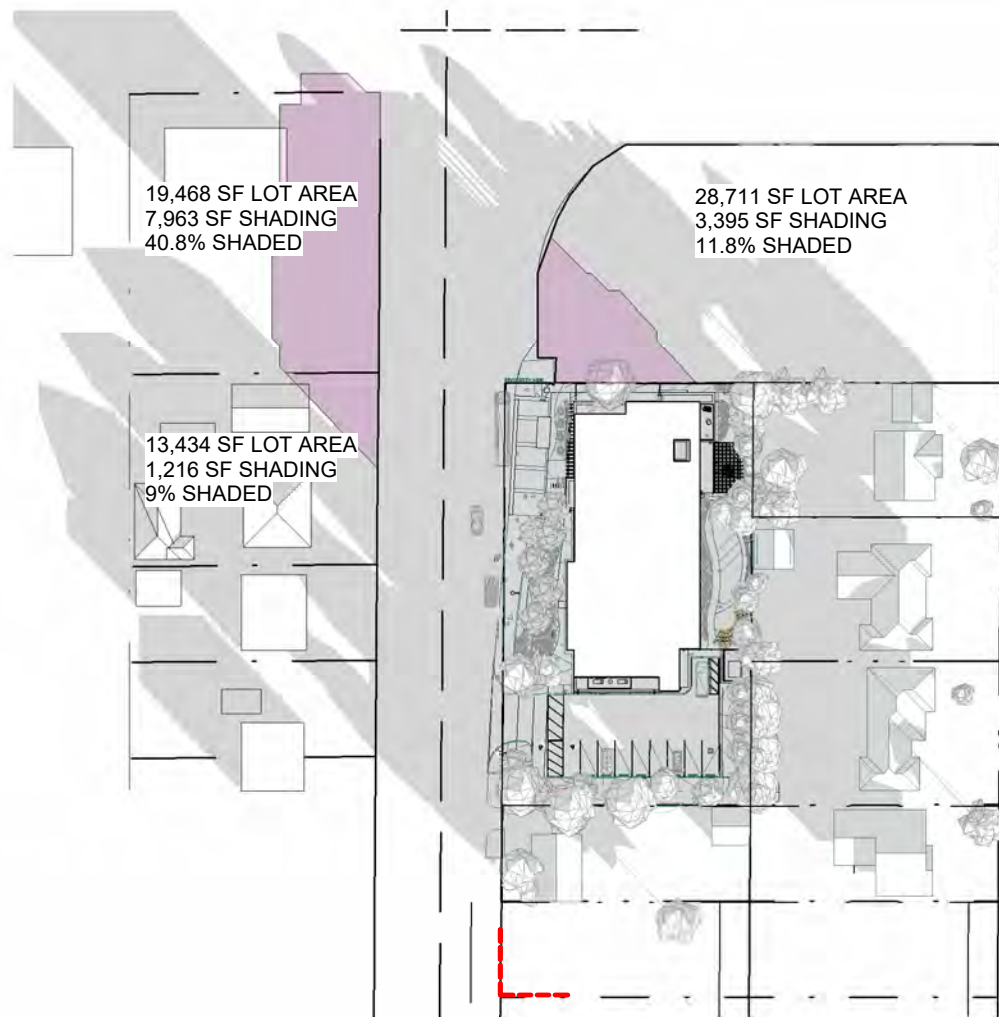 19,468 SF LOT AREA
7,963 SF SHADING
40.8% SHADED
28,711 SF LOT AREA
3,395 SF SHADING
11.8% SHADED
13,434 SF LOT AREA
1,216 SF SHADING
9% SHADED